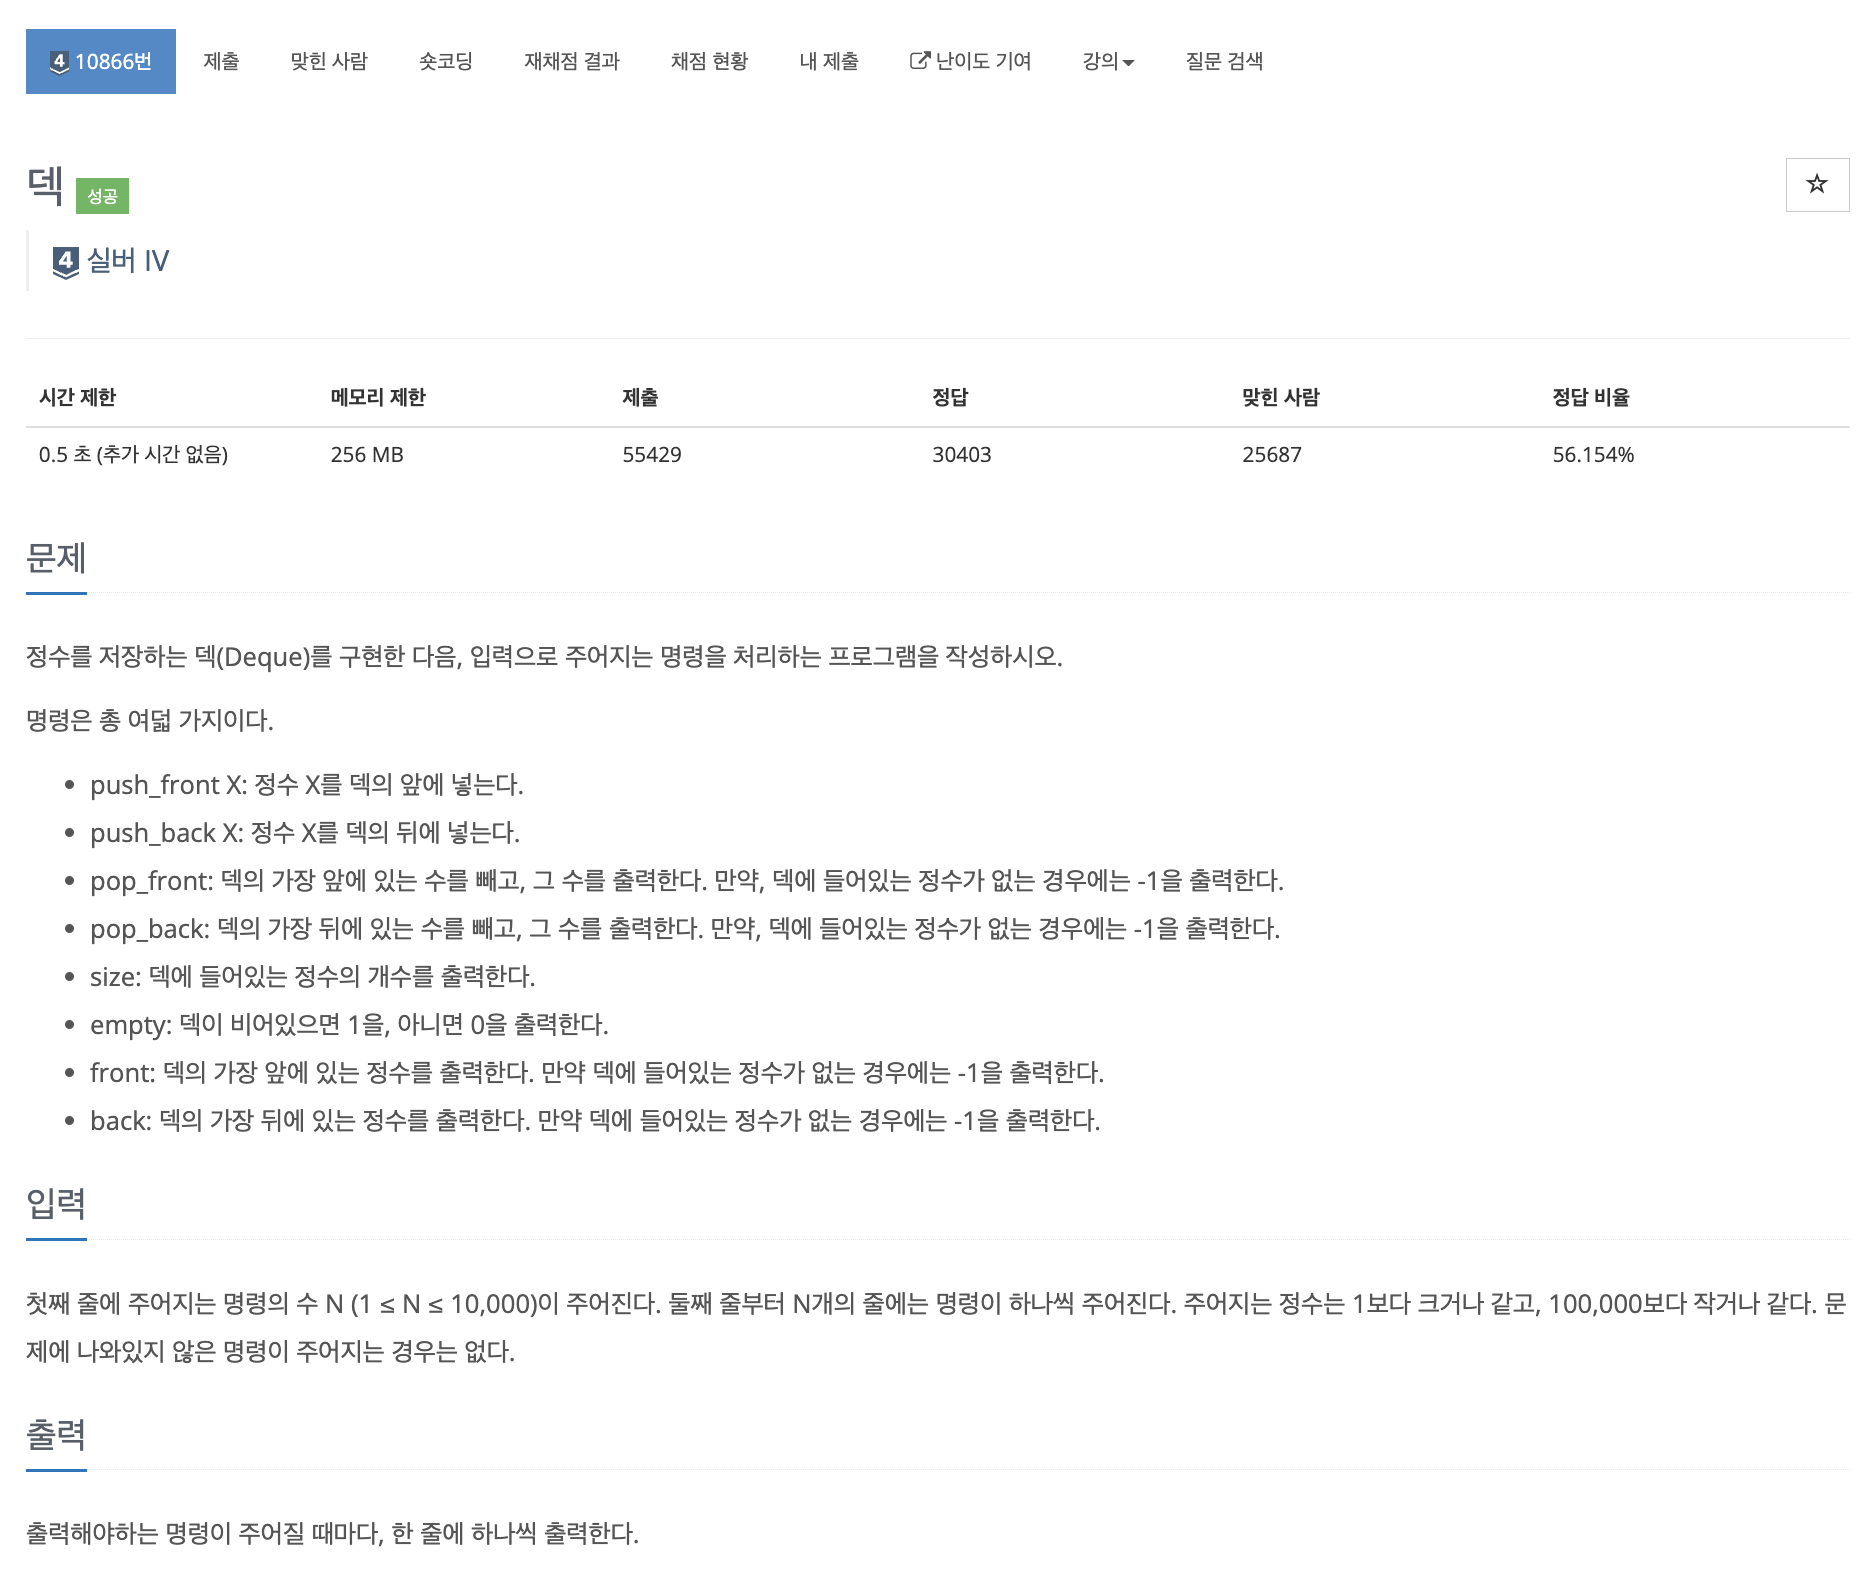 4 10866번 제출 맞힌 사람 숏코딩 재채점 결과 채점 현황 내 제출 난이도 기여 강의 질문 검색
덱 성공
4 실버 IV
시간 제한 메모리 제한 제출 정답 맞힌 사람 정답 비율
0.5 초 (추가 시간 없음) 256 MB 55429 30403 25687 56.154%
문제
정수를 저장하는 덱(Deque)를 구현한 다음, 입력으로 주어지는 명령을 처리하는 프로그램을 작성하시오.
명령은 총 여덟 가지이다.
• push_front X: 정수 X를 덱의 앞에 넣는다.
• push_back X: 정수 X를 덱의 뒤에 넣는다.
• pop_front: 덱의 가장 앞에 있는 수를 빼고, 그 수를 출력한다. 만약, 덱에 들어있는 정수가 없는 경우에는 -1을 출력한다.
• pop_back: 덱의 가장 뒤에 있는 수를 빼고, 그 수를 출력한다. 만약, 덱에 들어있는 정수가 없는 경우에는 -1을 출력한다.
• size: 덱에 들어있는 정수의 개수를 출력한다.
• empty: 덱이 비어있으면 1을, 아니면 0을 출력한다.
• front: 덱의 가장 앞에 있는 정수를 출력한다. 만약 덱에 들어있는 정수가 없는 경우에는 -1을 출력한다.
• back: 덱의 가장 뒤에 있는 정수를 출력한다. 만약 덱에 들어있는 정수가 없는 경우에는 -1을 출력한다.
입력
첫째 줄에 주어지는 명령의 수 N (1 ≤ N ≤ 10,000)이 주어진다. 둘째 줄부터 N개의 줄에는 명령이 하나씩 주어진다. 주어지는 정수는 1보다 크거나 같고, 100,000보다 작거나 같다. 문
제에 나와있지 않은 명령이 주어지는 경우는 없다.
출력
출력해야하는 명령이 주어질 때마다, 한 줄에 하나씩 출력한다.